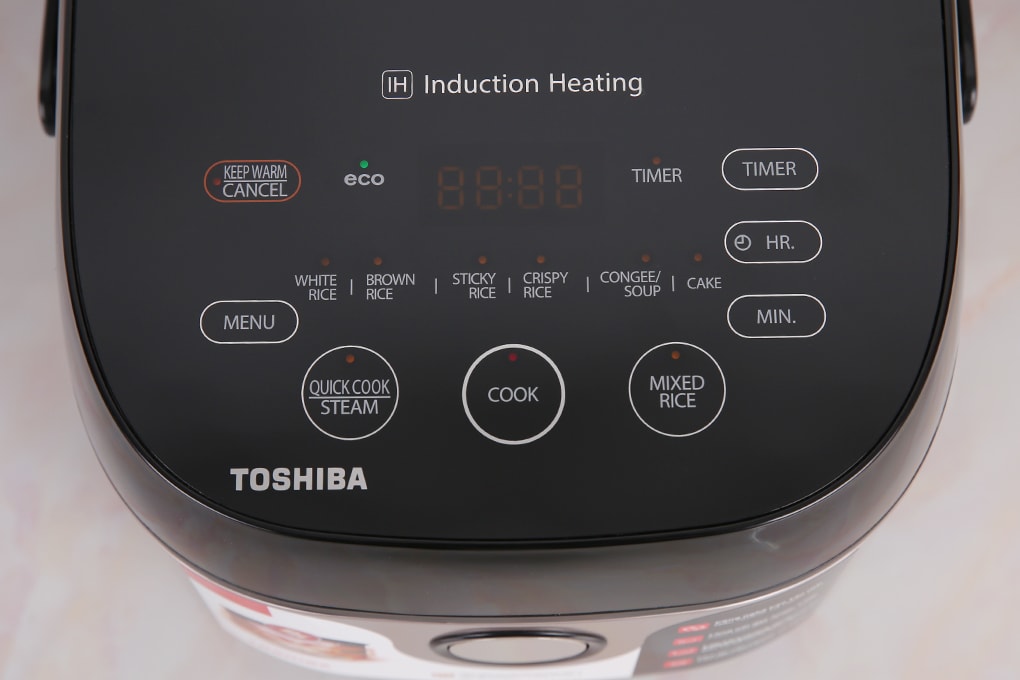 IH Induction Heating
KEEP WARM
CANCEL
eco
88:88
TIMER
TIMER
HR.
WHITE RICE | BROWN RICE | STICKY RICE | CRISPY RICE | CONGEE/SOUP | CAKE
MENU
MIN.
QUICK COOK
STEAM
COOK
MIXED
RICE
TOSHIBA